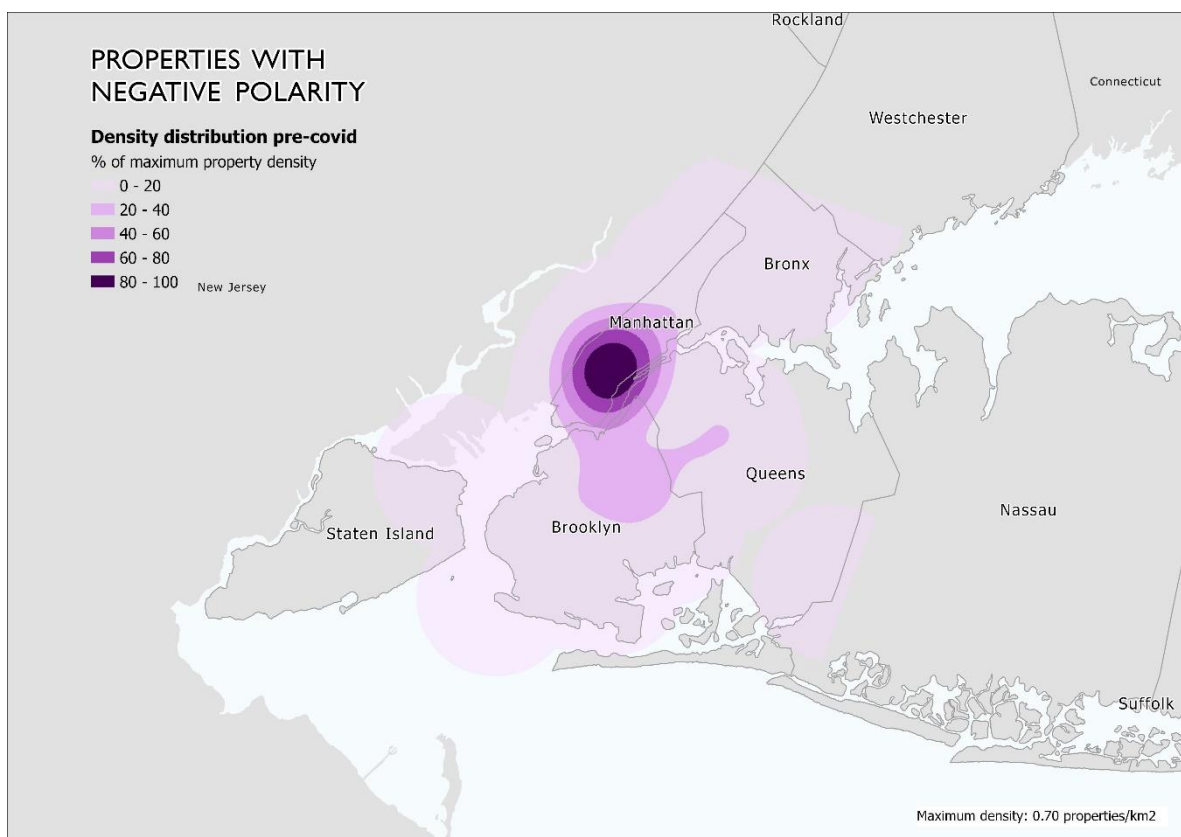 PROPERTIES WITH
NEGATIVE POLARITY
Density distribution pre-covid
% of maximum property density
0 - 20
20 - 40
40 - 60
60 - 80
80 - 100
New Jersey
Rockland
Connecticut
Westchester
Bronx
Manhattan
Queens
Nassau
Staten Island
Brooklyn
Suffolk
Maximum density: 0.70 properties/km2